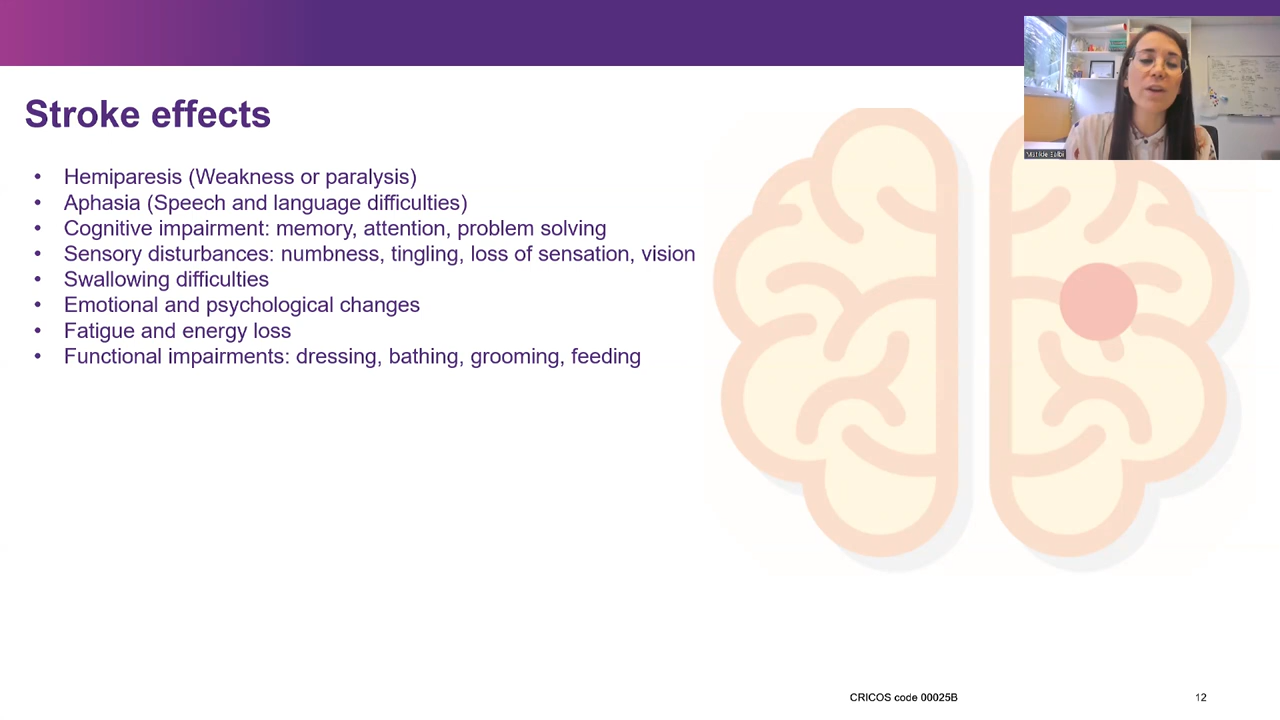 Stroke effects
• Hemiparesis (Weakness or paralysis)
• Aphasia (Speech and language difficulties)
• Cognitive impairment: memory, attention, problem solving
• Sensory disturbances: numbness, tingling, loss of sensation, vision
• Swallowing difficulties
• Emotional and psychological changes
• Fatigue and energy loss
• Functional impairments: dressing, bathing, grooming, feeding
CRICOS code 00025B
12